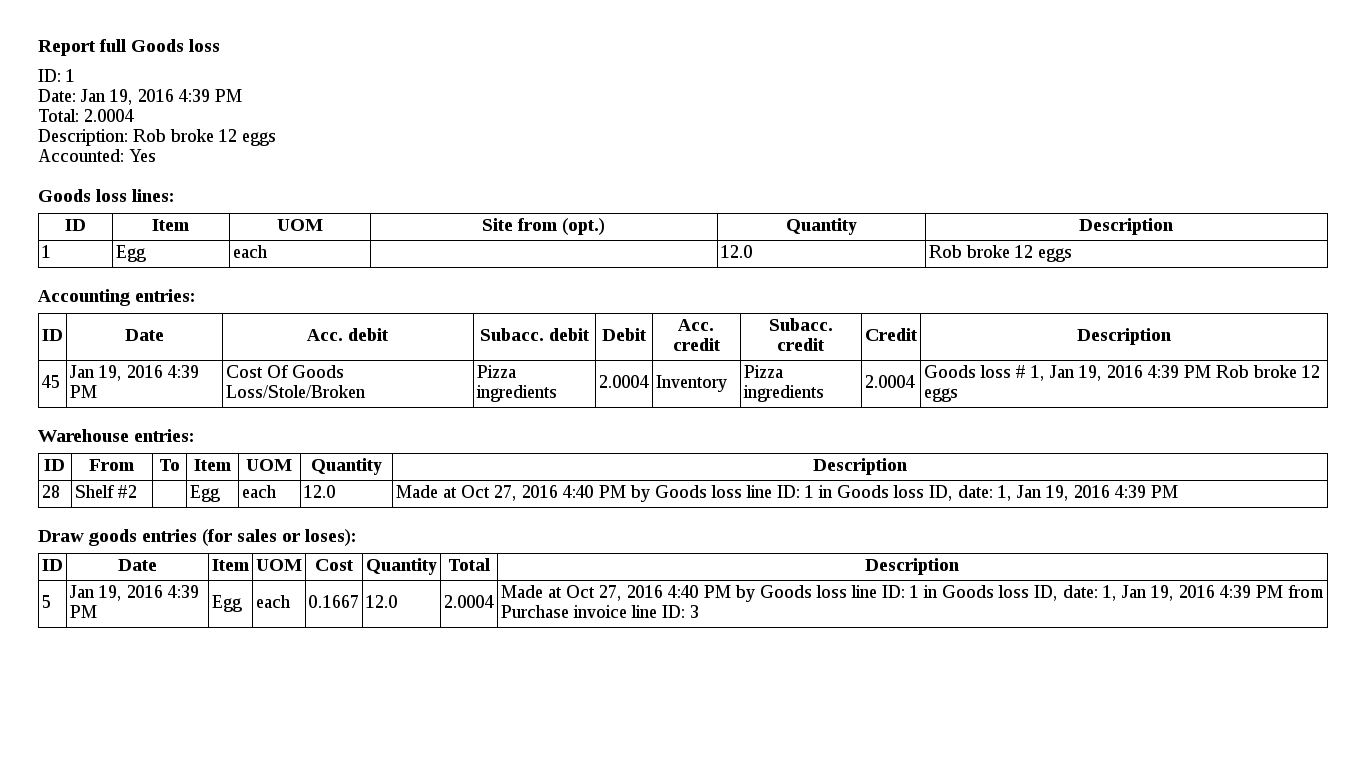 Report full Goods loss
ID: 1
Date: Jan 19, 2016 4:39 PM
Total: 2.0004
Description: Rob broke 12 eggs
Accounted: Yes
Goods loss lines:
ID Item UOM Site from (opt.) Quantity Description
1 Egg each 12.0 Rob broke 12 eggs
Accounting entries:
ID Date Acc. debit Subacc. debit Debit Acc. credit Subacc. credit Credit Description
45 Jan 19, 2016 4:39 PM Cost Of Goods Loss/Stole/Broken Pizza ingredients 2.0004 Inventory Pizza ingredients 2.0004 Goods loss # 1, Jan 19, 2016 4:39 PM Rob broke 12 eggs
Warehouse entries:
ID From To Item UOM Quantity Description
28 Shelf #2 Egg each 12.0 Made at Oct 27, 2016 4:40 PM by Goods loss line ID: 1 in Goods loss ID, date: 1, Jan 19, 2016 4:39 PM
Draw goods entries (for sales or loses):
ID Date Item UOM Cost Quantity Total Description
5 Jan 19, 2016 4:39 PM Egg each 0.1667 12.0 2.0004 Made at Oct 27, 2016 4:40 PM by Goods loss line ID: 1 in Goods loss ID, date: 1, Jan 19, 2016 4:39 PM from Purchase invoice line ID: 3